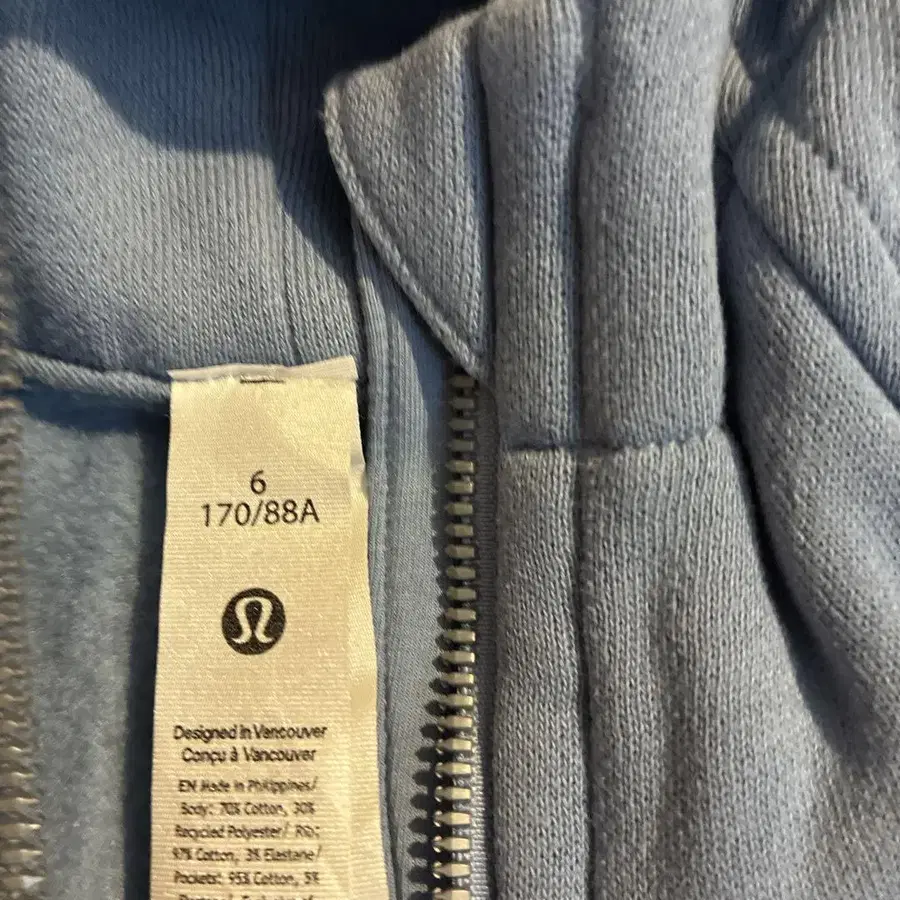 6
170/88A
Designed in Vancouver
Conçu à Vancouver
EN Made in Philippines/
Body: 70% Cotton, 30%
Recycled Polyester/ Rib:
97% Cotton, 3% Elastane/
Pockets: 95% Cotton, 5%